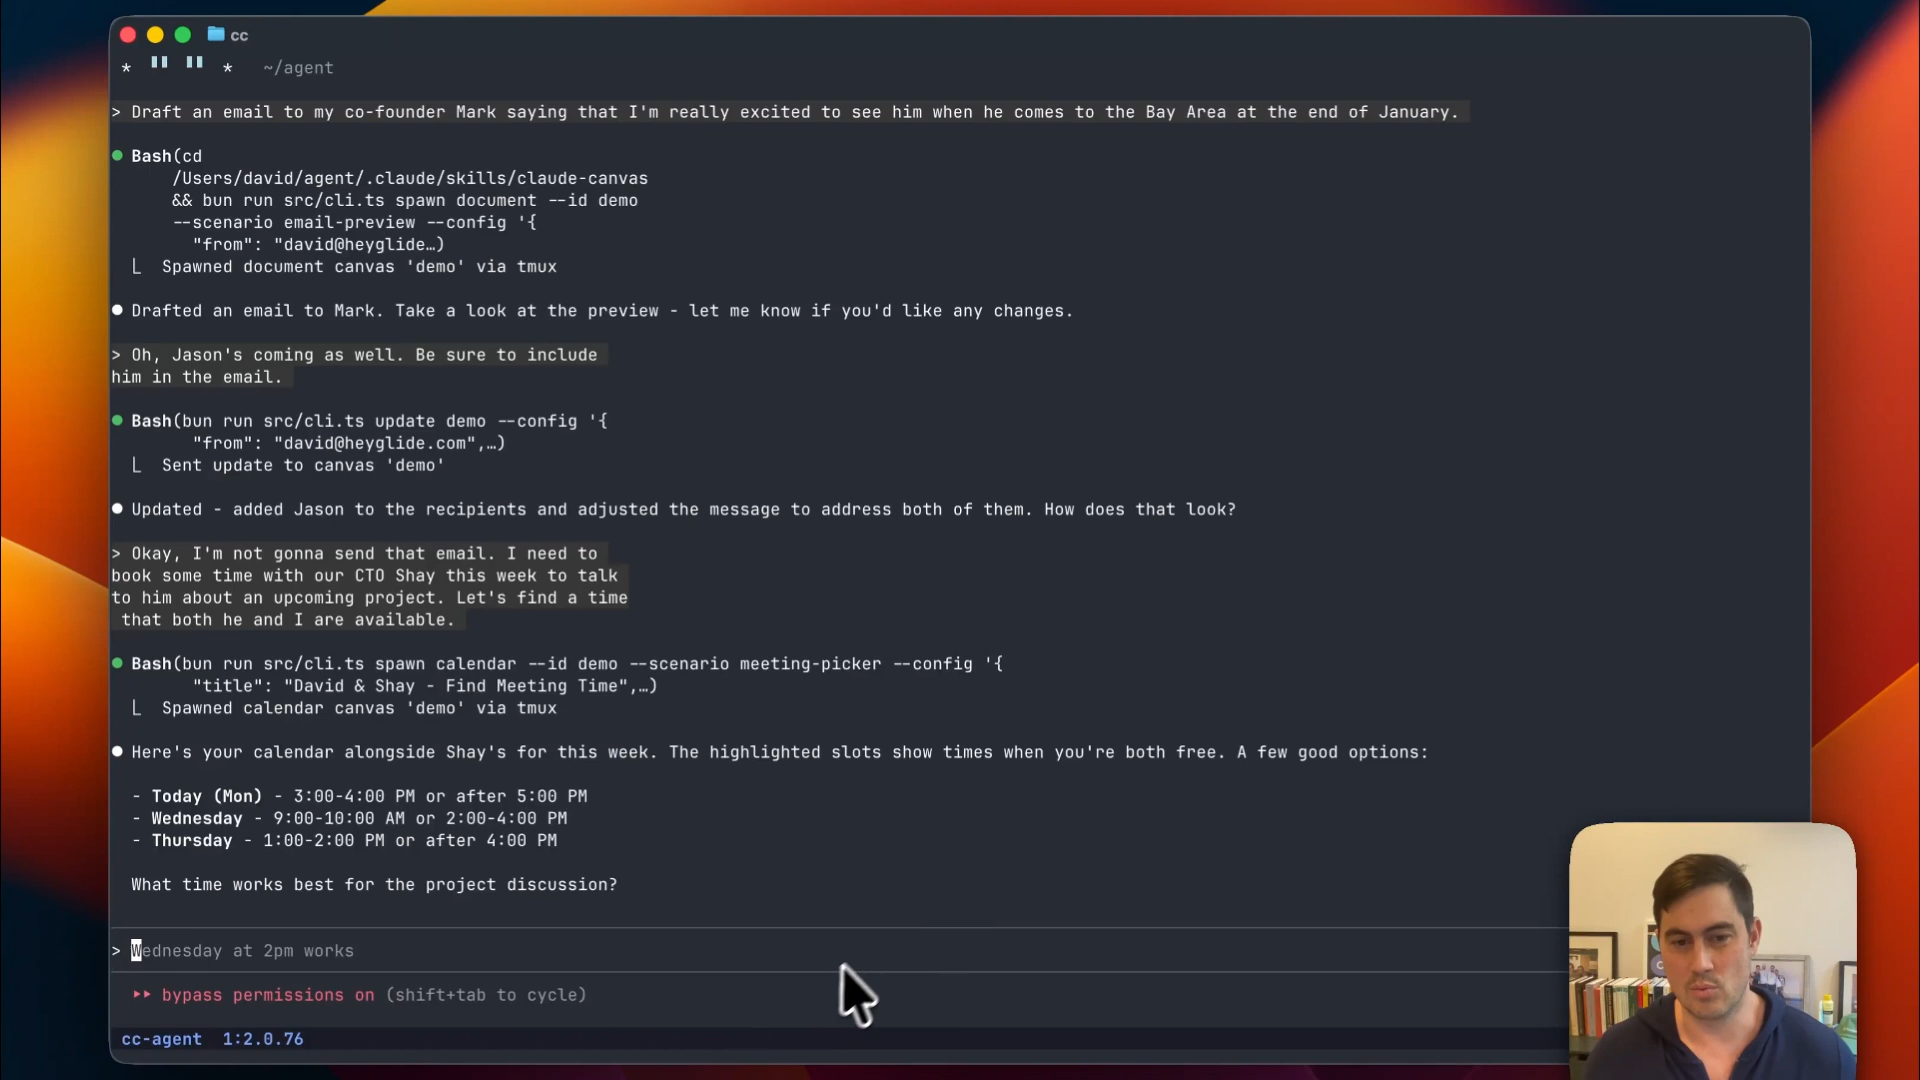 cc
* " " * ~/agent
> Draft an email to my co-founder Mark saying that I'm really excited to see him when he comes to the Bay Area at the end of January.
Bash(cd
/Users/david/agent/.claude/skills/claude-canvas
&& bun run src/cli.ts spawn document --id demo
--scenario email-preview --config '{
"from": "david@heyglide…)
Spawned document canvas 'demo' via tmux
Drafted an email to Mark. Take a look at the preview - let me know if you'd like any changes.
> Oh, Jason's coming as well. Be sure to include
him in the email.
Bash(bun run src/cli.ts update demo --config '{
"from": "david@heyglide.com",…)
Sent update to canvas 'demo'
Updated - added Jason to the recipients and adjusted the message to address both of them. How does that look?
> Okay, I'm not gonna send that email. I need to
book some time with our CTO Shay this week to talk
to him about an upcoming project. Let's find a time
that both he and I are available.
Bash(bun run src/cli.ts spawn calendar --id demo --scenario meeting-picker --config '{
"title": "David & Shay - Find Meeting Time",…)
Spawned calendar canvas 'demo' via tmux
Here's your calendar alongside Shay's for this week. The highlighted slots show times when you're both free. A few good options:
- Today (Mon) - 3:00-4:00 PM or after 5:00 PM
- Wednesday - 9:00-10:00 AM or 2:00-4:00 PM
- Thursday - 1:00-2:00 PM or after 4:00 PM
What time works best for the project discussion?
> Wednesday at 2pm works
bypass permissions on (shift+tab to cycle)
cc-agent 1:2.0.76